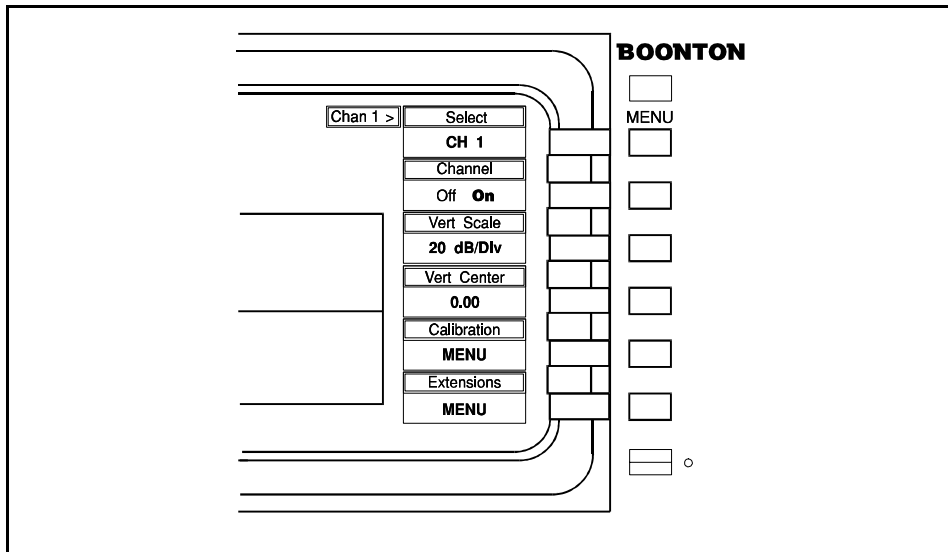 BOONTON
MENU
Chan 1 >
Select
CH 1
Channel
Off On
Vert Scale
20 dB/DIv
Vert Center
0.00
Calibration
MENU
Extensions
MENU